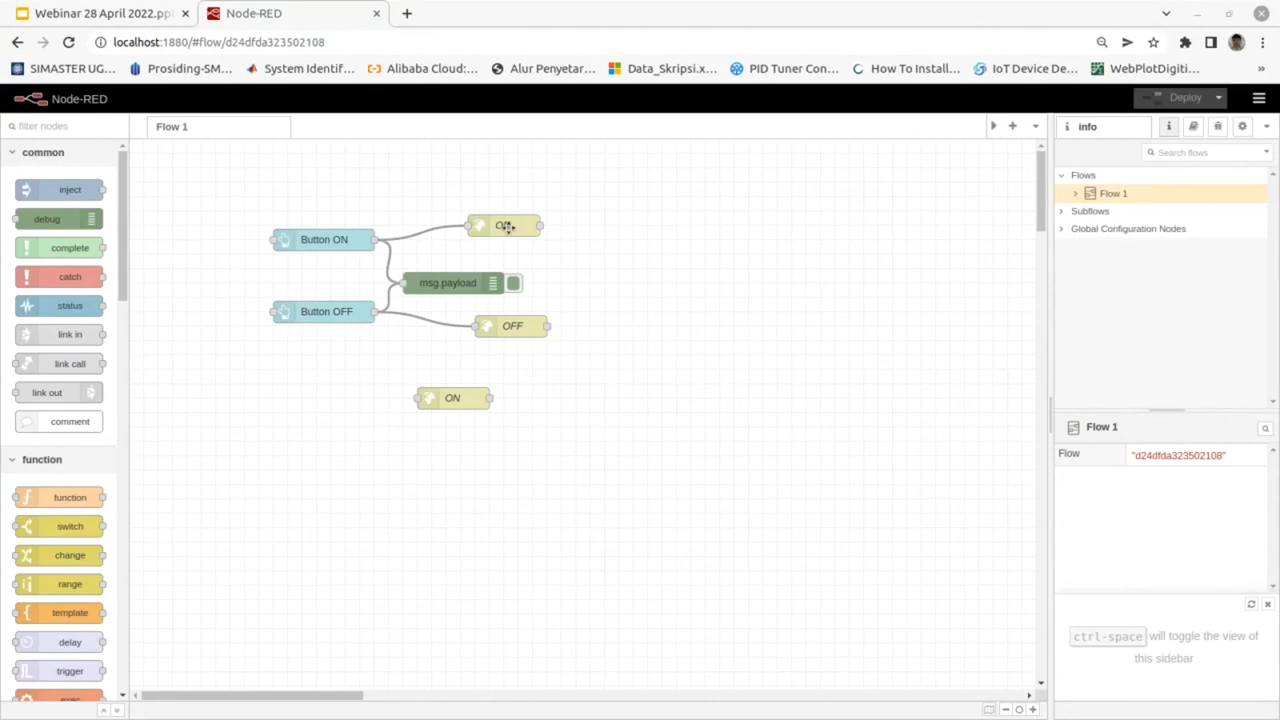 Webinar 28 April 2022.pp
Node-RED
localhost:1880/#flow/d24dfda323502108
SIMASTER UG...
Prosiding-SM...
System Identif...
Alibaba Cloud:...
Alur Penyetar...
Data_Skripsi.x...
PID Tuner Con...
How To Install...
IoT Device De...
WebPlotDigiti...
»
Node-RED
Deploy
filter nodes
Flow 1
info
Search flows
common
inject
debug
complete
catch
status
link in
link call
link out
comment
function
function
switch
change
range
template
delay
trigger
Button ON
msg.payload
Button OFF
OFF
ON
Flows
Flow 1
Subflows
Global Configuration Nodes
Flow 1
Flow "d24dfda323502108"
ctrl-space will toggle the view of
this sidebar